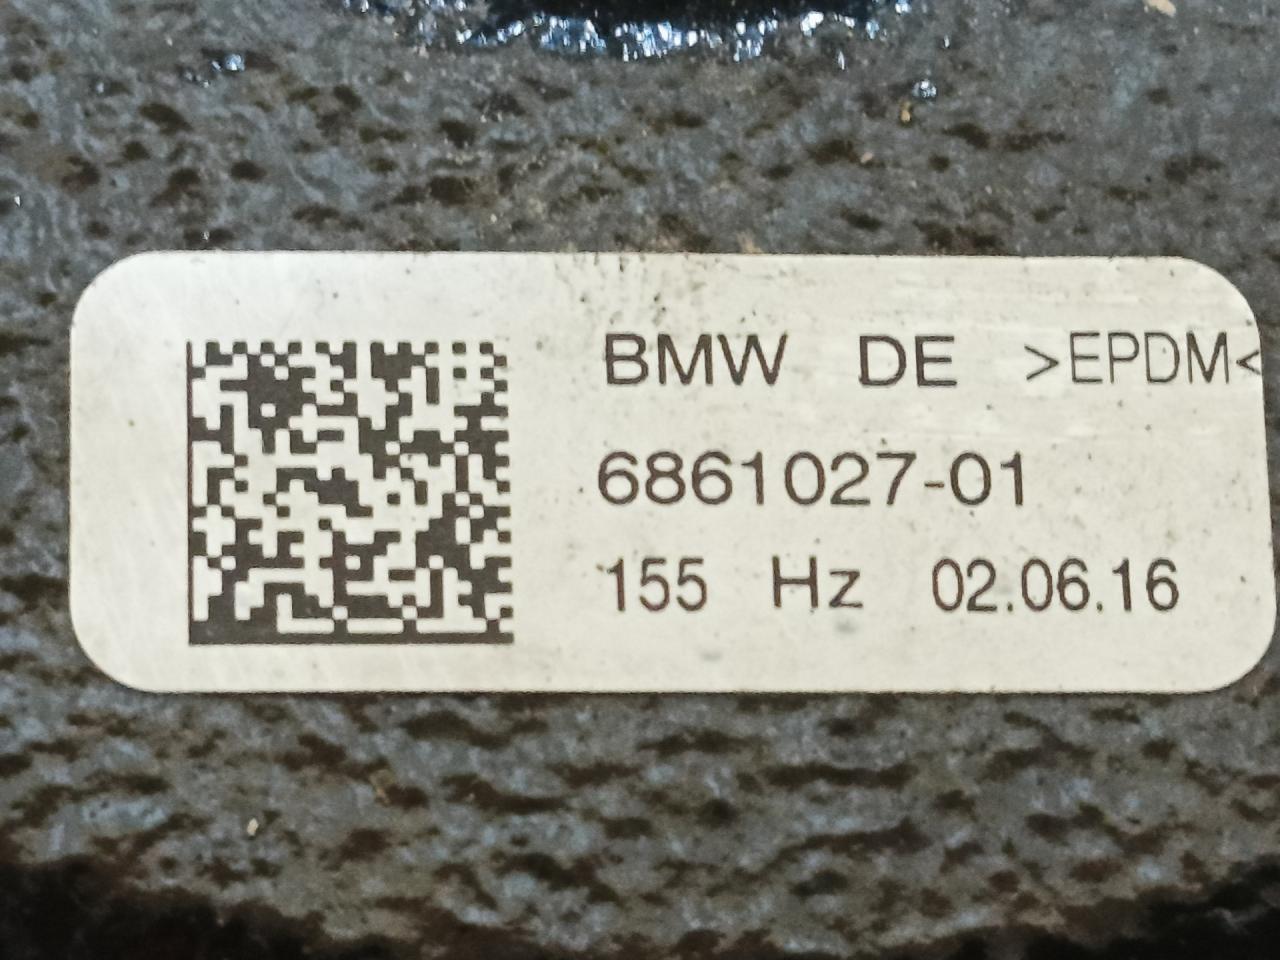 BMW DE >EPDM<
6861027-01
155 Hz 02.06.16